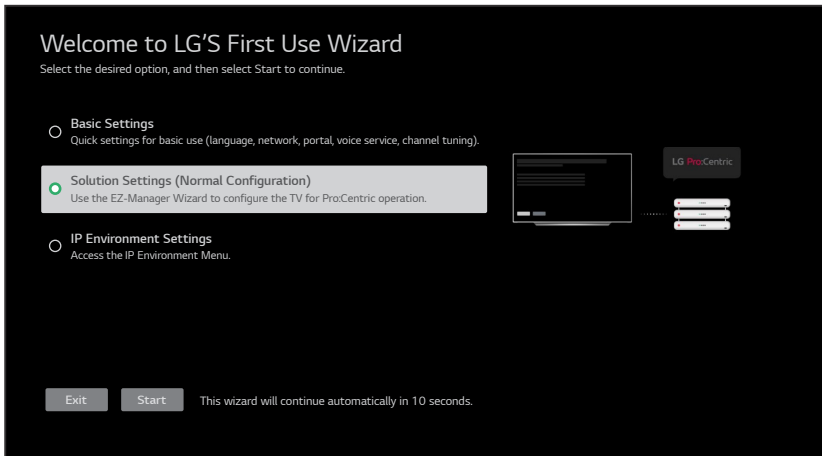 Welcome to LG'S First Use Wizard
Select the desired option, and then select Start to continue.
Basic Settings
Quick settings for basic use (language, network, portal, voice service, channel tuning).
Solution Settings (Normal Configuration)
Use the EZ-Manager Wizard to configure the TV for Pro:Centric operation.
IP Environment Settings
Access the IP Environment Menu.
LG Pro:Centric
Exit
Start
This wizard will continue automatically in 10 seconds.